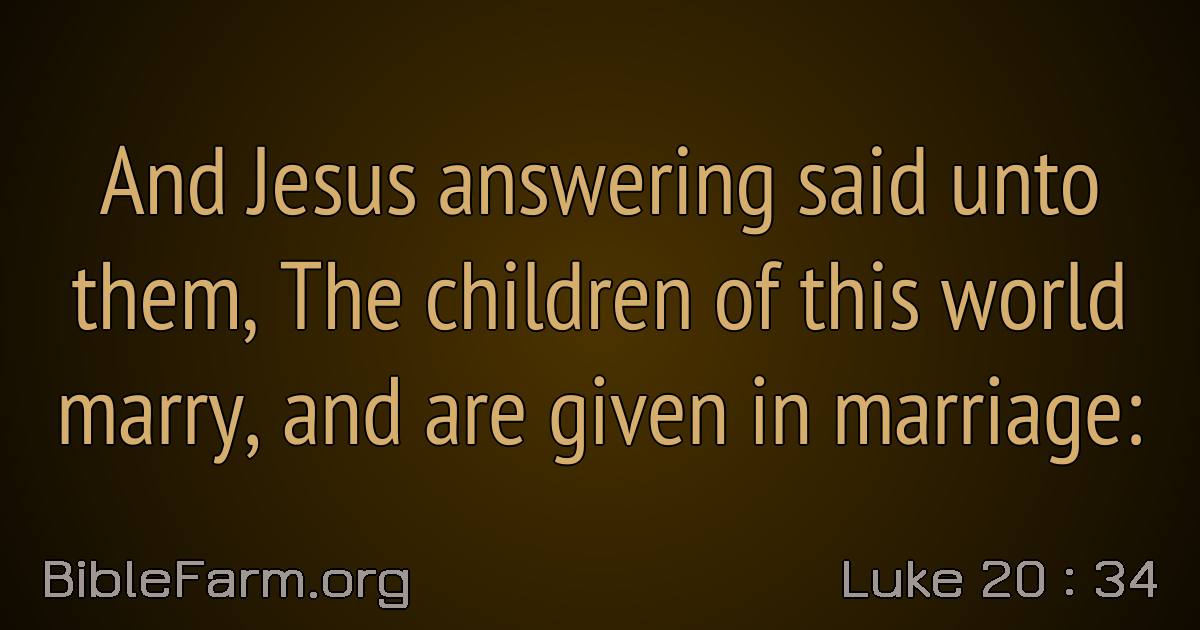 And Jesus answering said unto
them, The children of this world
marry, and are given in marriage:
BibleFarm.org
Luke 20 : 34